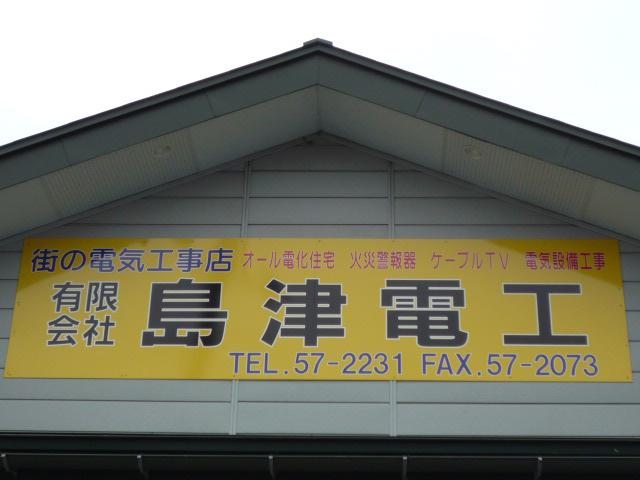 街の電気工事店 オール電化住宅 火災警報器 ケーブルTV 電気設備工事
有限会社 島津電工
TEL.57-2231 FAX.57-2073